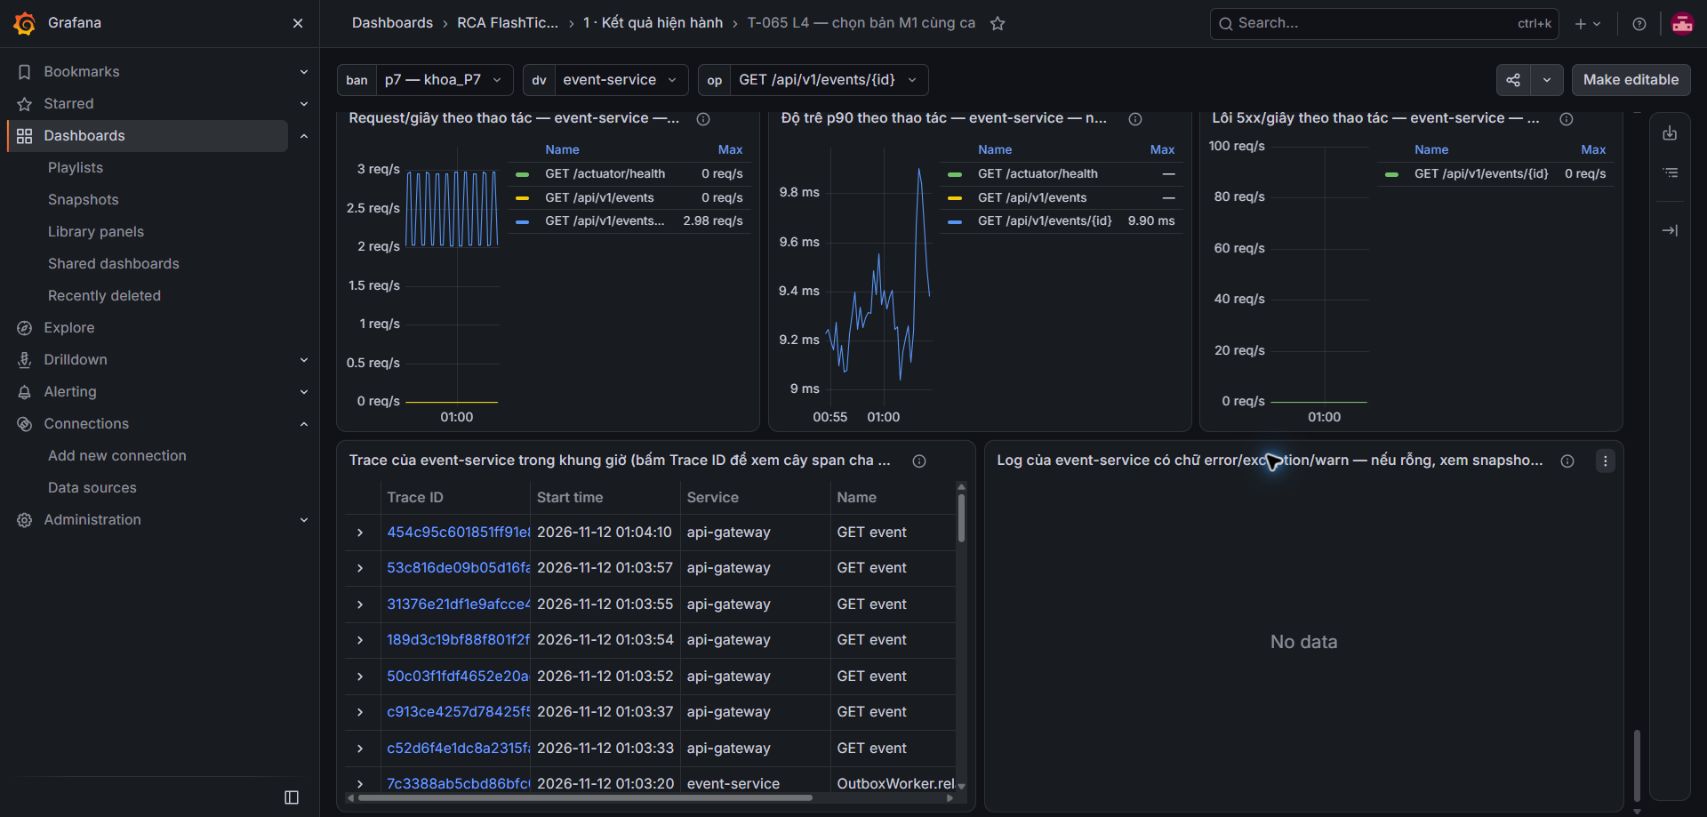 Grafana
Dashboards › RCA FlashTic... › 1 · Kết quả hiện hành › T-065 L4 — chọn bản M1 cùng ca
Search...
ctrl+k
Bookmarks
Starred
Dashboards
Playlists
Snapshots
Library panels
Shared dashboards
Recently deleted
Explore
Drilldown
Alerting
Connections
Add new connection
Data sources
Administration
ban p7 — khoa_P7
dv event-service
op GET /api/v1/events/{id}
Make editable
Request/giây theo thao tác — event-service —...
3 req/s
2.5 req/s
2 req/s
1.5 req/s
1 req/s
0.5 req/s
0 req/s
01:00
Name Max
GET /actuator/health 0 req/s
GET /api/v1/events 0 req/s
GET /api/v1/events... 2.98 req/s
Độ trễ p90 theo thao tác — event-service — n...
9.8 ms
9.6 ms
9.4 ms
9.2 ms
9 ms
00:55 01:00
Name Max
GET /actuator/health —
GET /api/v1/events —
GET /api/v1/events/{id} 9.90 ms
Lỗi 5xx/giây theo thao tác — event-service — ...
100 req/s
80 req/s
60 req/s
40 req/s
20 req/s
0 req/s
01:00
Name Max
GET /api/v1/events/{id} 0 req/s
Trace của event-service trong khung giờ (bấm Trace ID để xem cây span cha ...
Trace ID Start time Service Name
454c95c601851ff91e 2026-11-12 01:04:10 api-gateway GET event
53c816de09b05d16fa 2026-11-12 01:03:57 api-gateway GET event
31376e21df1e9afcce4 2026-11-12 01:03:55 api-gateway GET event
189d3c19bf88f801f2f 2026-11-12 01:03:54 api-gateway GET event
50c03f1fdf4652e20a 2026-11-12 01:03:52 api-gateway GET event
c913ce4257d78425f5 2026-11-12 01:03:37 api-gateway GET event
c52d6f4e1dc8a2315f 2026-11-12 01:03:33 api-gateway GET event
7c3388ab5cbd86bfc 2026-11-12 01:03:20 event-service OutboxWorker.rel
Log của event-service có chữ error/exception/warn — nếu rỗng, xem snapsho...
No data